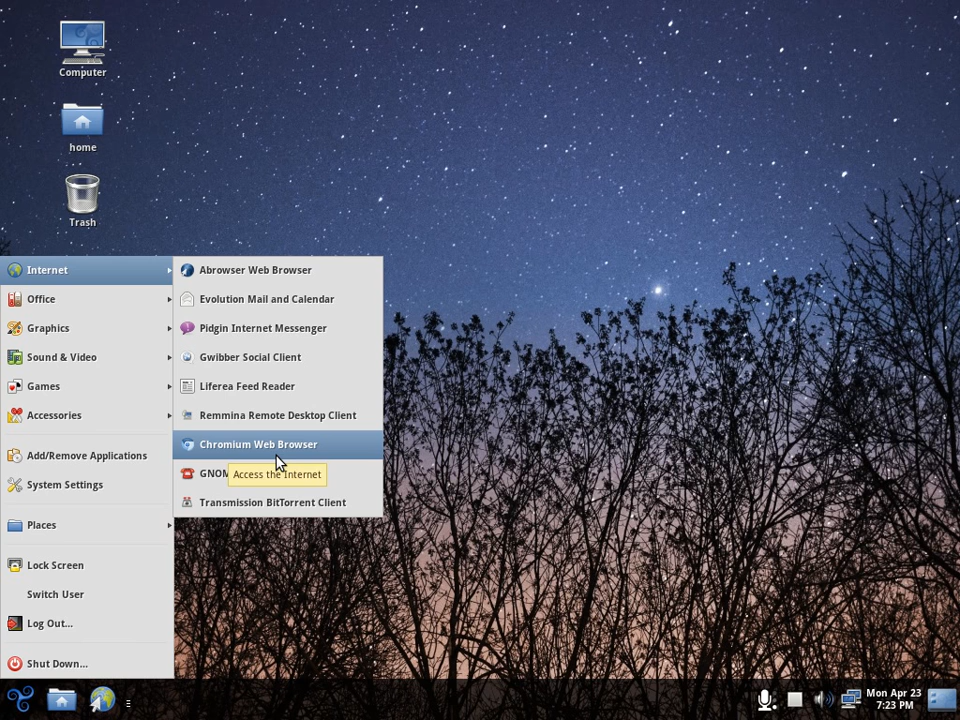 Computer
home
Trash
Internet
Office
Graphics
Sound & Video
Games
Accessories
Add/Remove Applications
System Settings
Places
Lock Screen
Switch User
Log Out...
Shut Down...
Abrowser Web Browser
Evolution Mail and Calendar
Pidgin Internet Messenger
Gwibber Social Client
Liferea Feed Reader
Remmina Remote Desktop Client
Chromium Web Browser
Access the Internet
Transmission BitTorrent Client
Mon Apr 23
7:23 PM